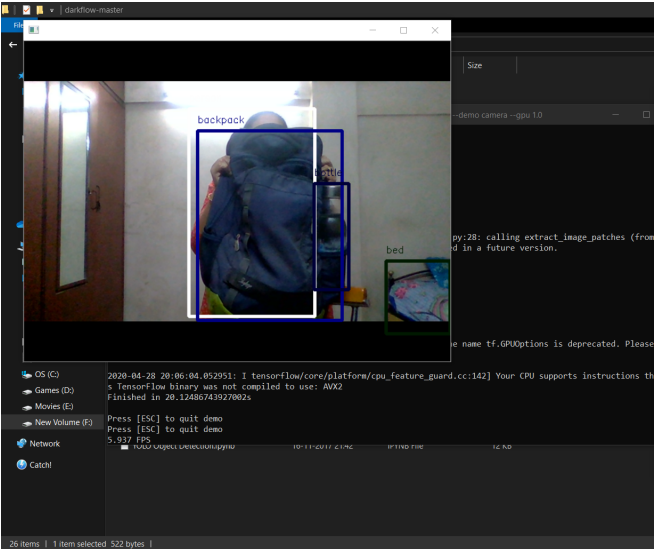 darkflow-master
File
Size
--demo camera --gpu 1.0
backpack
bottle
bed
py:28: calling extract_image_patches (from
ed in a future version.
ne name tf.GPUOptions is deprecated. Please
2020-04-28 20:06:04.052951: I tensorflow/core/platform/cpu_feature_guard.cc:142] Your CPU supports instructions th
s TensorFlow binary was not compiled to use: AVX2
Finished in 20.12486743927002s
Press [ESC] to quit demo
Press [ESC] to quit demo
5.937 FPS
YOLO Object Detection.ipynb 16-11-2017 21:42 IPYNB File 12 KB
OS (C:)
Games (D:)
Movies (E:)
New Volume (F:)
Network
Catch!
26 items | 1 item selected 522 bytes |